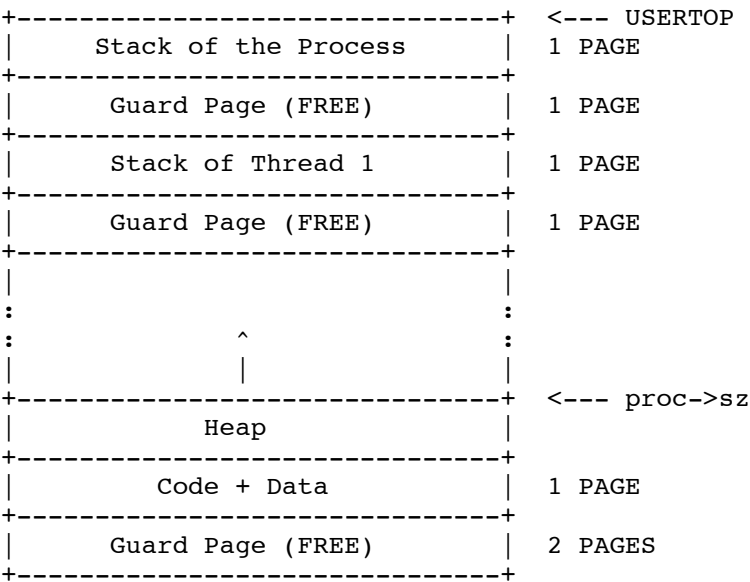 <--- USERTOP
Stack of the Process 1 PAGE
Guard Page (FREE) 1 PAGE
Stack of Thread 1 1 PAGE
Guard Page (FREE) 1 PAGE
<--- proc->sz
Heap
Code + Data 1 PAGE
Guard Page (FREE) 2 PAGES